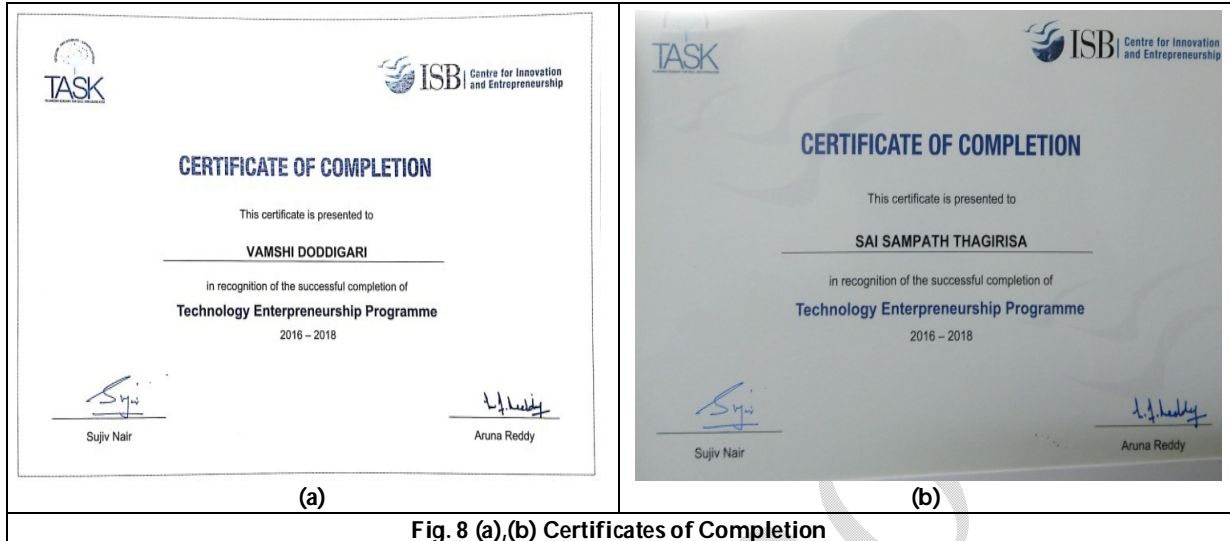 TASK
ISB
Centre for Innovation
and Entrepreneurship
CERTIFICATE OF COMPLETION
This certificate is presented to
VAMSHI DODDIGARI
in recognition of the successful completion of
Technology Enterpreneurship Programme
2016 – 2018
Sujiv Nair
Aruna Reddy
(a)
TASK
ISB
Centre for Innovation
and Entrepreneurship
CERTIFICATE OF COMPLETION
This certificate is presented to
SAI SAMPATH THAGIRISA
in recognition of the successful completion of
Technology Enterpreneurship Programme
2016 – 2018
Sujiv Nair
Aruna Reddy
(b)
Fig. 8 (a),(b) Certificates of Completion